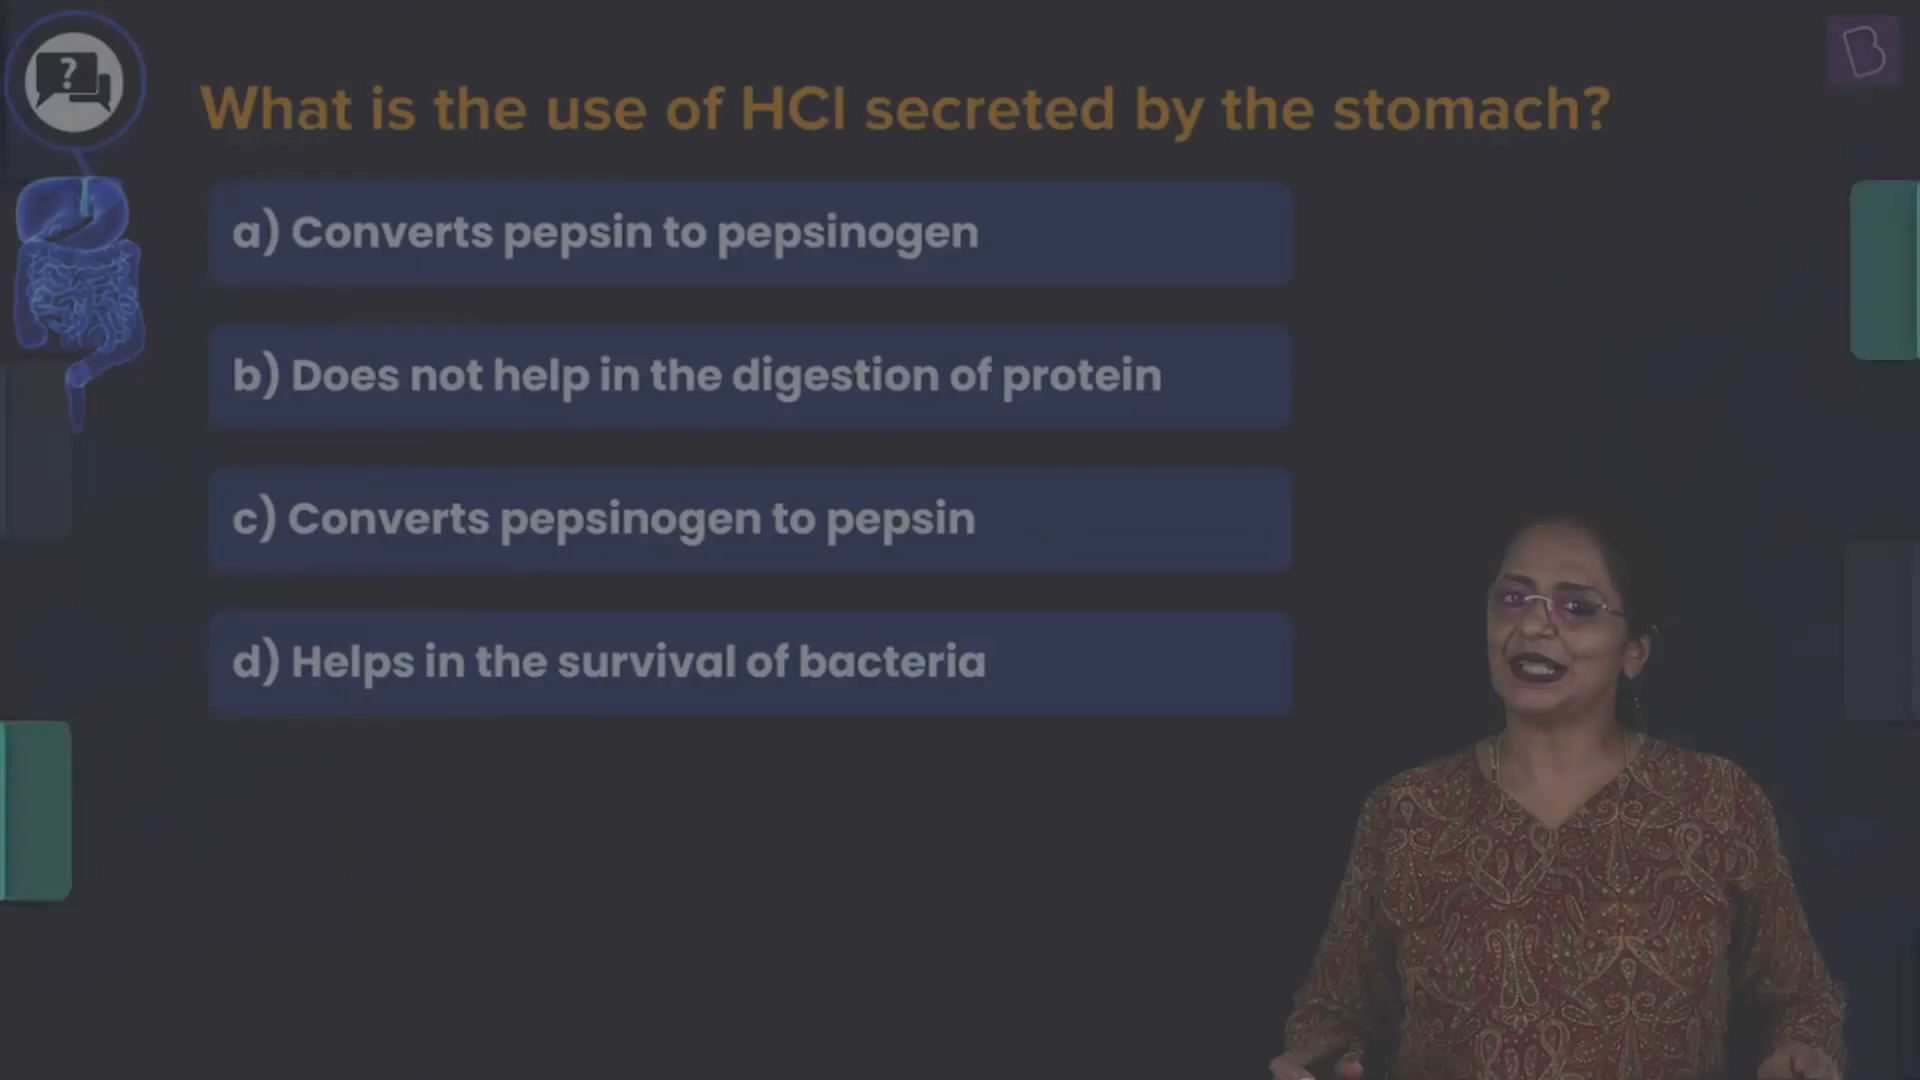 ?
B
What is the use of HCl secreted by the stomach?
a) Converts pepsin to pepsinogen
b) Does not help in the digestion of protein
c) Converts pepsinogen to pepsin
d) Helps in the survival of bacteria